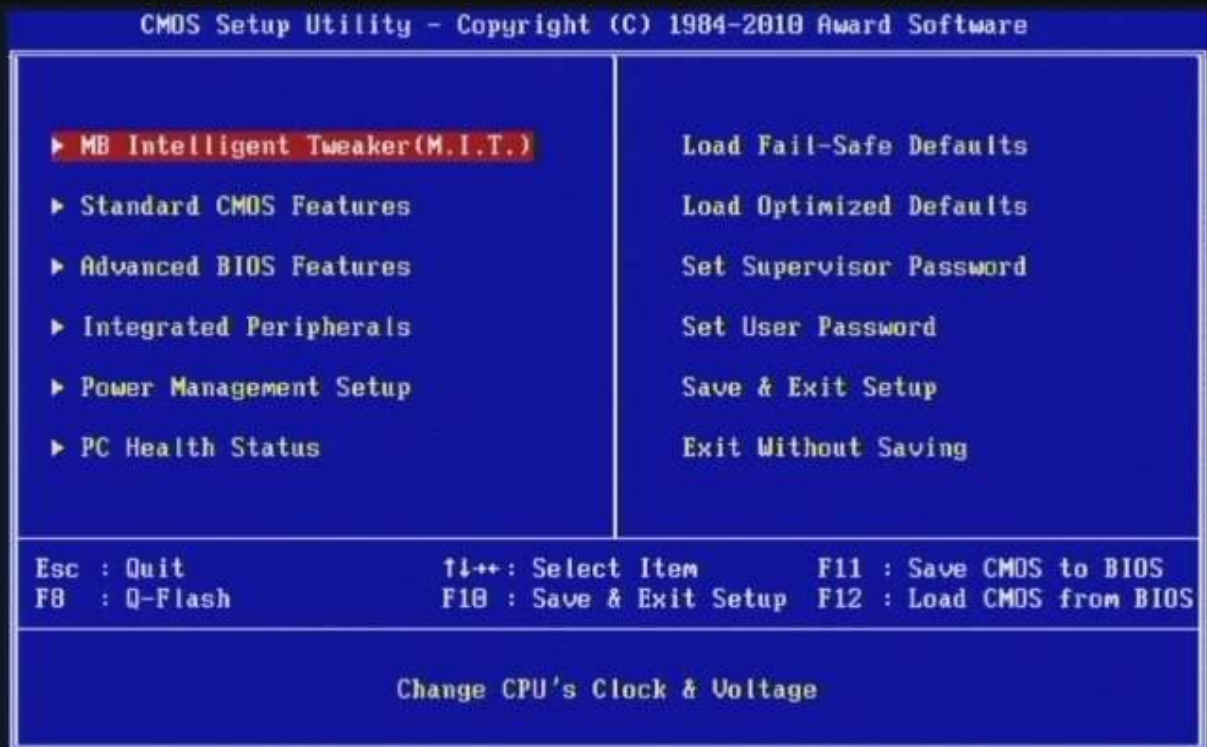 CMOS Setup Utility - Copyright (C) 1984-2010 Award Software
► MB Intelligent Tweaker(M.I.T.)
► Standard CMOS Features
► Advanced BIOS Features
► Integrated Peripherals
► Power Management Setup
► PC Health Status
Load Fail-Safe Defaults
Load Optimized Defaults
Set Supervisor Password
Set User Password
Save & Exit Setup
Exit Without Saving
Esc : Quit ↑↓→←: Select Item F11 : Save CMOS to BIOS
F8 : Q-Flash F10 : Save & Exit Setup F12 : Load CMOS from BIOS
Change CPU's Clock & Voltage